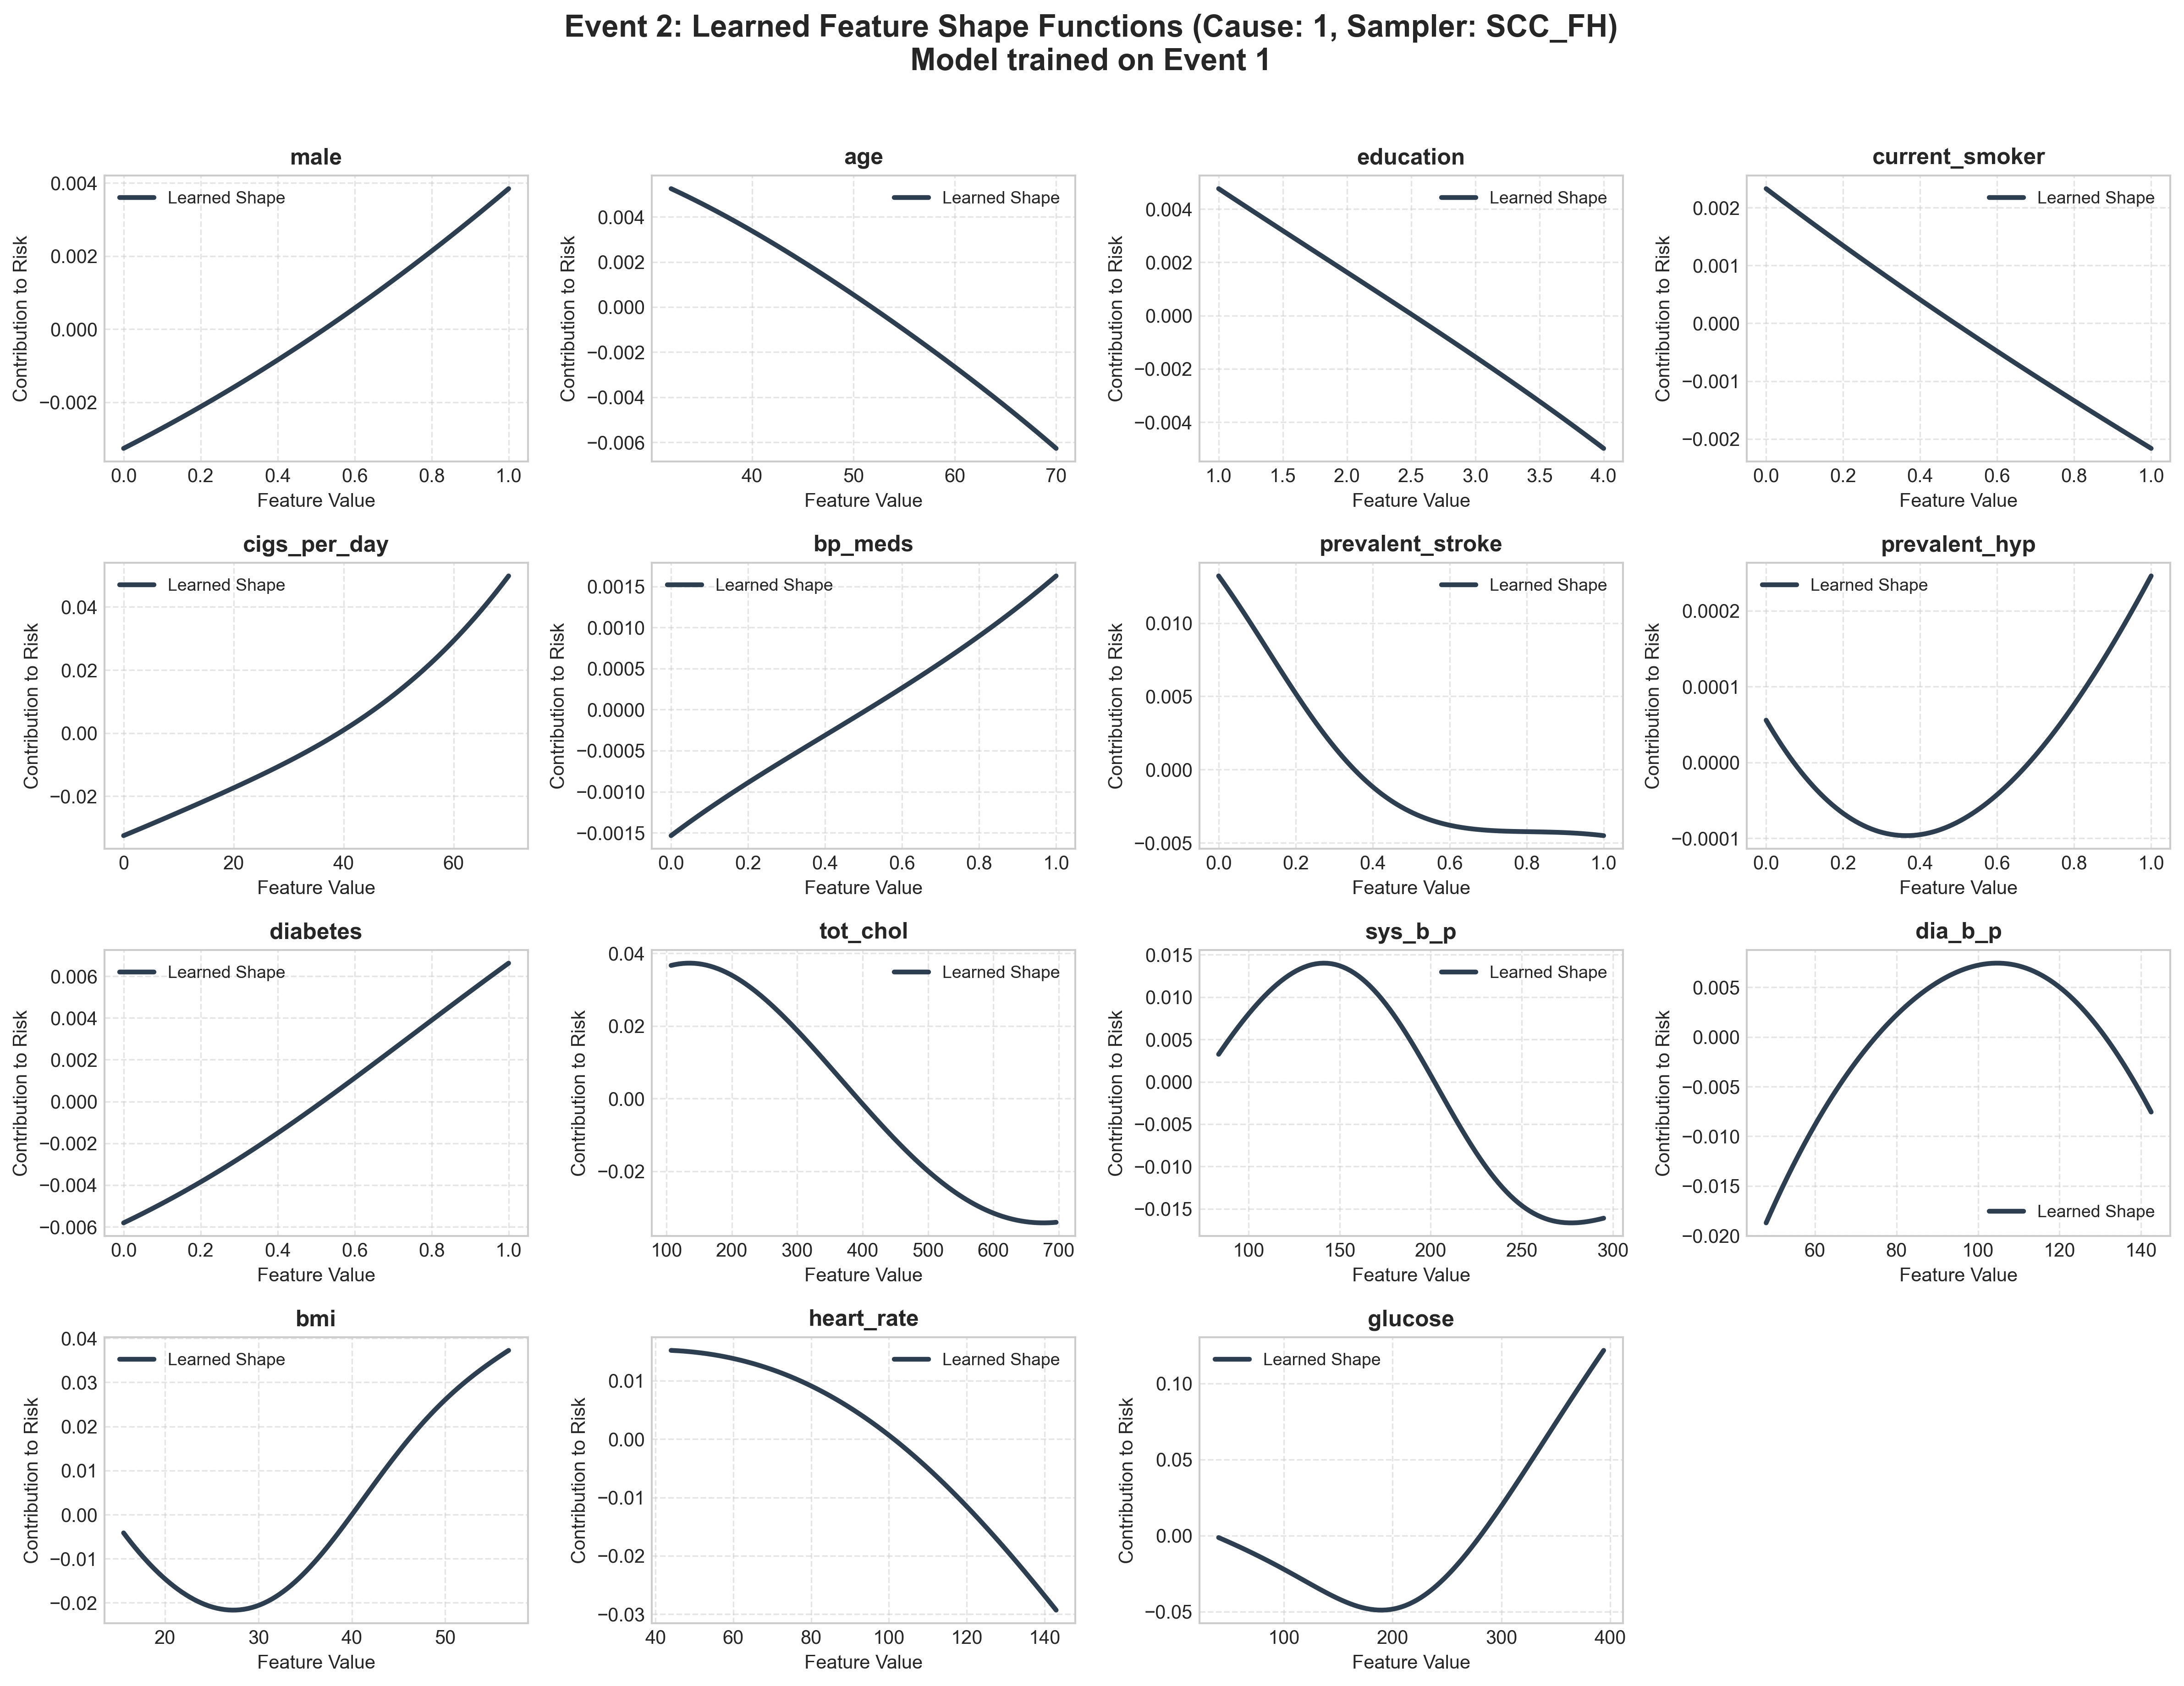 Event 2: Learned Feature Shape Functions (Cause: 1, Sampler: SCC_FH)
Model trained on Event 1
male
Learned Shape
Contribution to Risk
0.004
0.002
0.000
−0.002
0.0 0.2 0.4 0.6 0.8 1.0
Feature Value
age
Learned Shape
Contribution to Risk
0.004
0.002
0.000
−0.002
−0.004
−0.006
40 50 60 70
Feature Value
education
Learned Shape
Contribution to Risk
0.004
0.002
0.000
−0.002
−0.004
1.0 1.5 2.0 2.5 3.0 3.5 4.0
Feature Value
current_smoker
Learned Shape
Contribution to Risk
0.002
0.001
0.000
−0.001
−0.002
0.0 0.2 0.4 0.6 0.8 1.0
Feature Value
cigs_per_day
Learned Shape
Contribution to Risk
0.04
0.02
0.00
−0.02
0 20 40 60
Feature Value
bp_meds
Learned Shape
Contribution to Risk
0.0015
0.0010
0.0005
0.0000
−0.0005
−0.0010
−0.0015
0.0 0.2 0.4 0.6 0.8 1.0
Feature Value
prevalent_stroke
Learned Shape
Contribution to Risk
0.010
0.005
0.000
−0.005
0.0 0.2 0.4 0.6 0.8 1.0
Feature Value
prevalent_hyp
Learned Shape
Contribution to Risk
0.0002
0.0001
0.0000
−0.0001
0.0 0.2 0.4 0.6 0.8 1.0
Feature Value
diabetes
Learned Shape
Contribution to Risk
0.006
0.004
0.002
0.000
−0.002
−0.004
−0.006
0.0 0.2 0.4 0.6 0.8 1.0
Feature Value
tot_chol
Learned Shape
Contribution to Risk
0.04
0.02
0.00
−0.02
100 200 300 400 500 600 700
Feature Value
sys_b_p
Learned Shape
Contribution to Risk
0.015
0.010
0.005
0.000
−0.005
−0.010
−0.015
100 150 200 250 300
Feature Value
dia_b_p
Learned Shape
Contribution to Risk
0.005
0.000
−0.005
−0.010
−0.015
−0.020
60 80 100 120 140
Feature Value
bmi
Learned Shape
Contribution to Risk
0.04
0.03
0.02
0.01
0.00
−0.01
−0.02
20 30 40 50
Feature Value
heart_rate
Learned Shape
Contribution to Risk
0.01
0.00
−0.01
−0.02
−0.03
40 60 80 100 120 140
Feature Value
glucose
Learned Shape
Contribution to Risk
0.10
0.05
0.00
−0.05
100 200 300 400
Feature Value